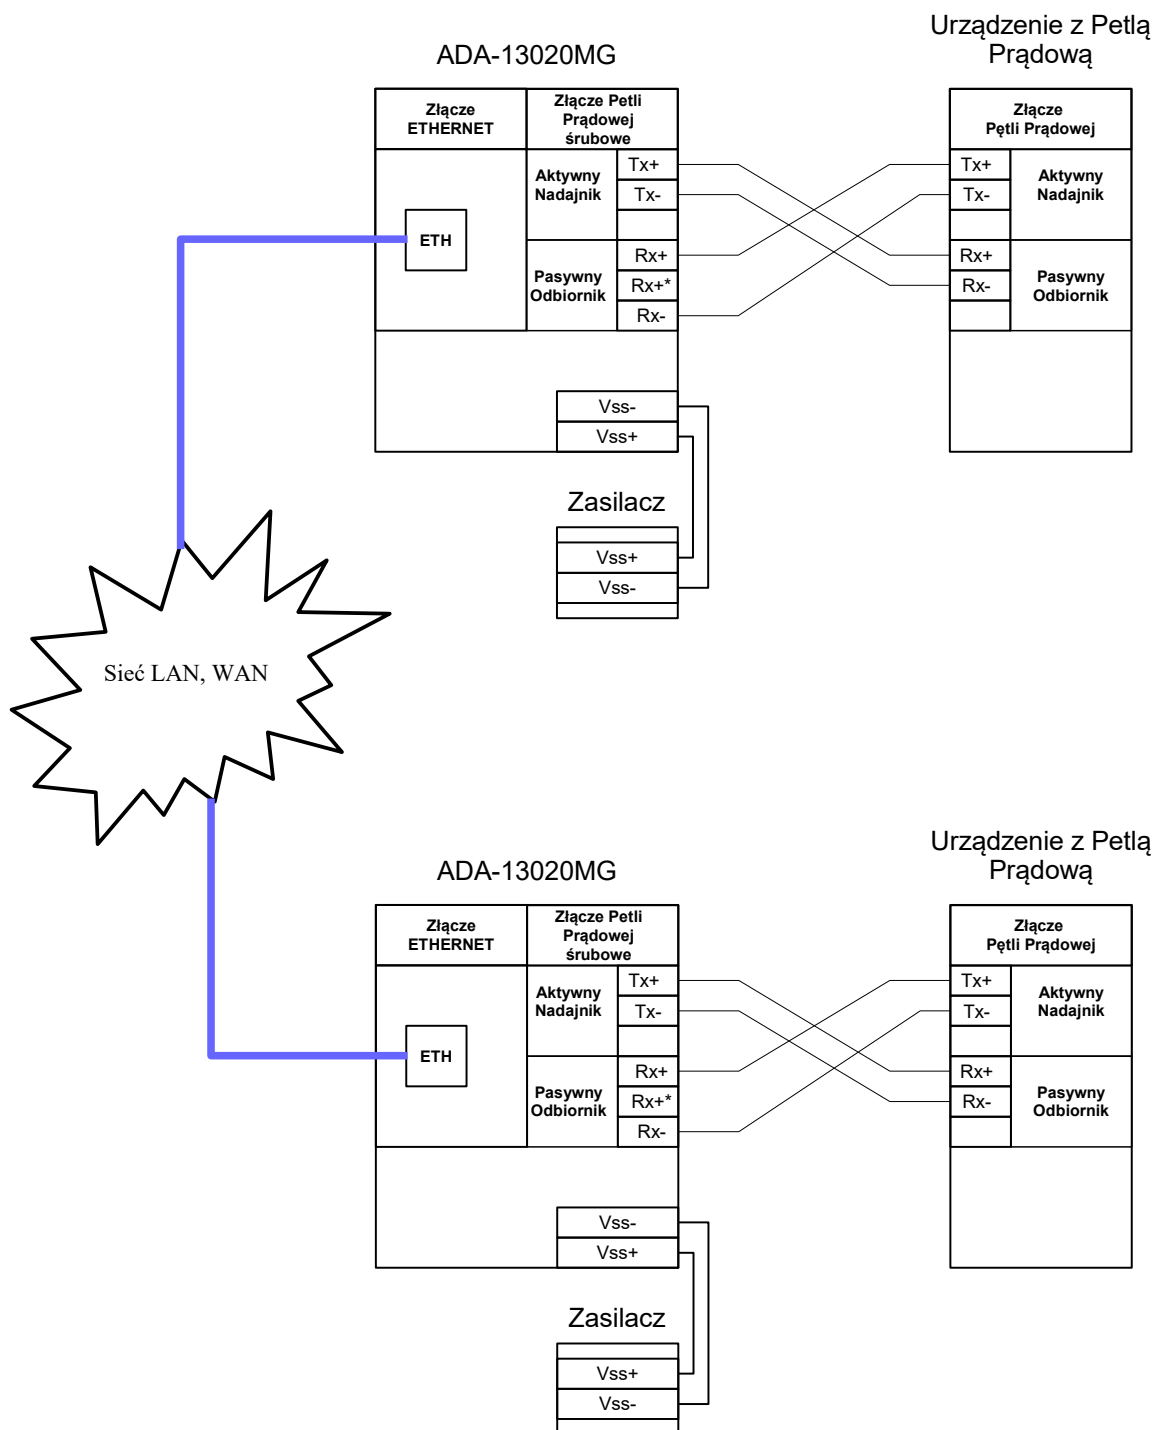 Urządzenie z Petlą
Prądową
ADA-13020MG
Złącze
ETHERNET
Złącze Petli
Prądowej
śrubowe
Złącze
Pętli Prądowej
Aktywny
Nadajnik
Tx+
Tx-
Tx+
Tx-
Aktywny
Nadajnik
ETH
Pasywny
Odbiornik
Rx+
Rx+*
Rx-
Rx+
Rx-
Pasywny
Odbiornik
Vss-
Vss+
Zasilacz
Vss+
Vss-
Sieć LAN, WAN
Urządzenie z Petlą
Prądową
ADA-13020MG
Złącze
ETHERNET
Złącze Petli
Prądowej
śrubowe
Złącze
Pętli Prądowej
Aktywny
Nadajnik
Tx+
Tx-
Tx+
Tx-
Aktywny
Nadajnik
ETH
Pasywny
Odbiornik
Rx+
Rx+*
Rx-
Rx+
Rx-
Pasywny
Odbiornik
Vss-
Vss+
Zasilacz
Vss+
Vss-